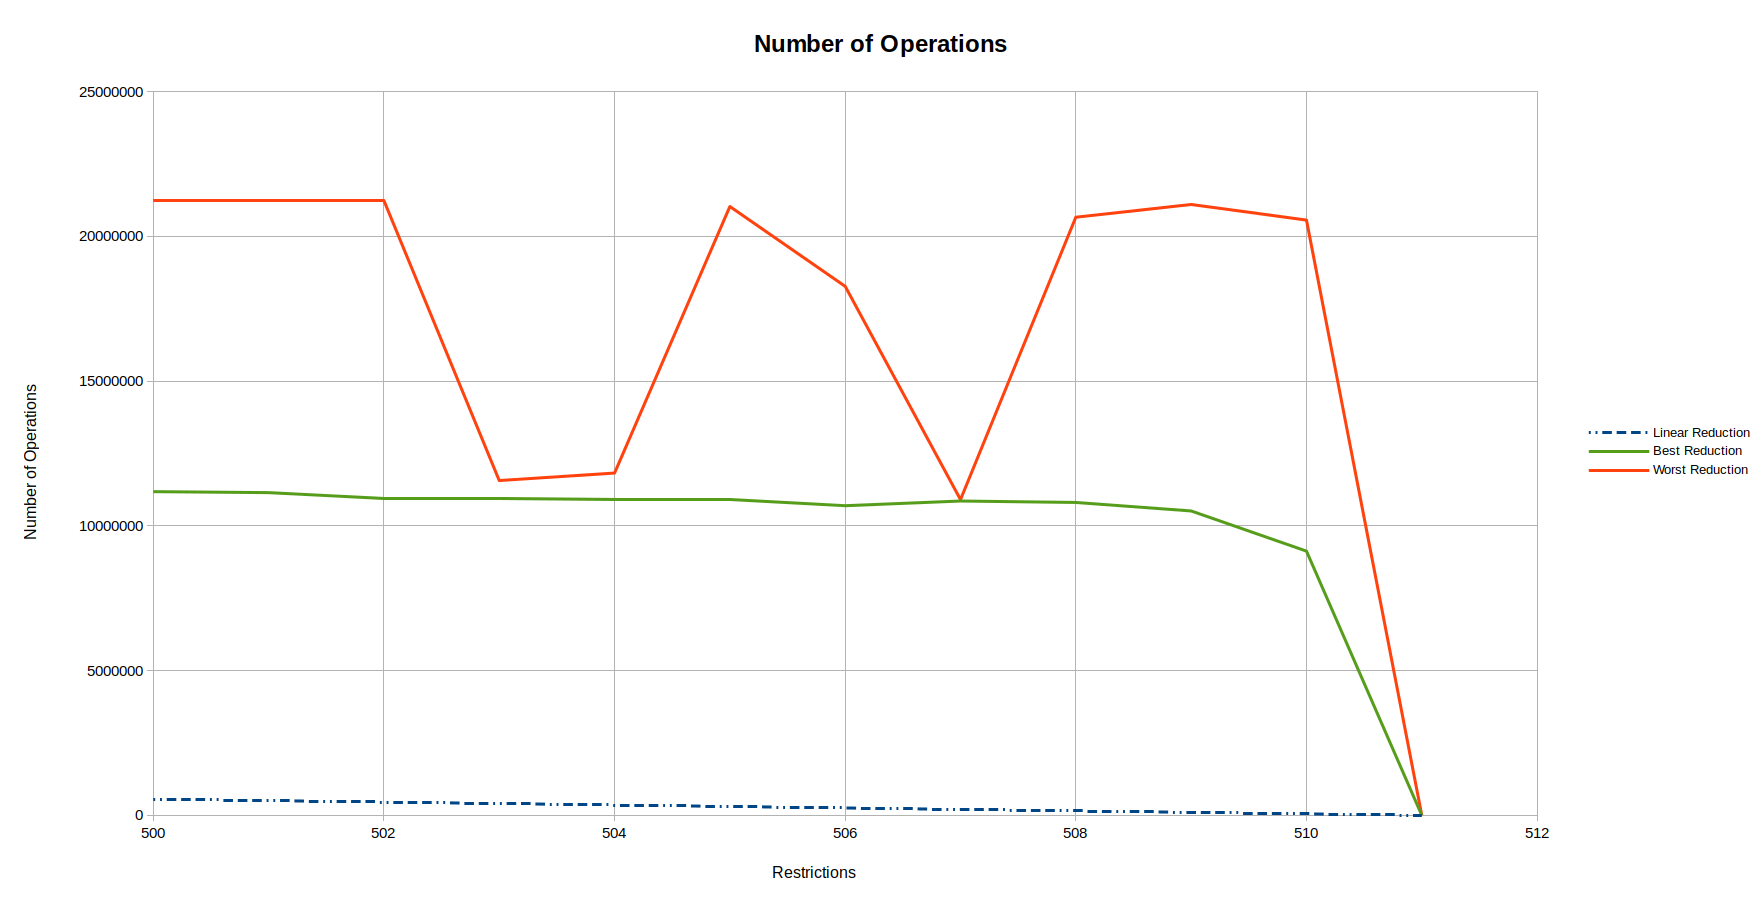 Number of Operations
25000000
20000000
15000000
10000000
5000000
0
500 502 504 506 508 510 512
Number of Operations
Restrictions
Linear Reduction
Best Reduction
Worst Reduction